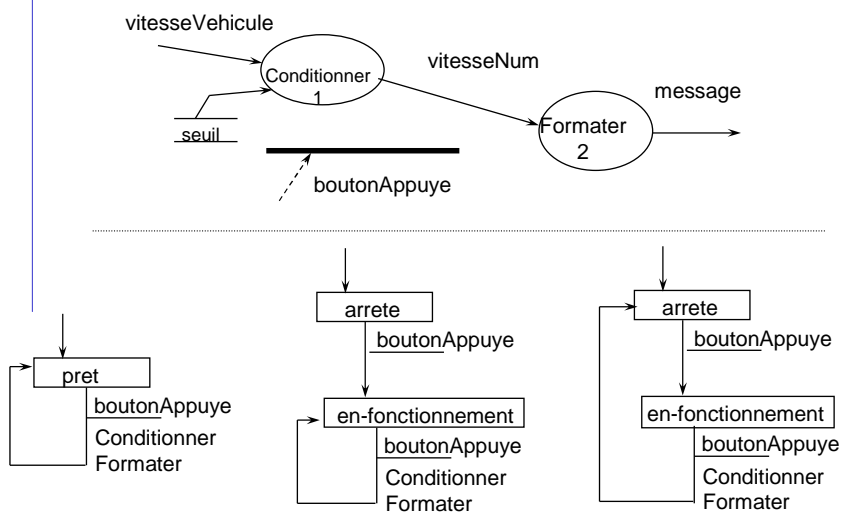 vitesseVehicule
Conditionner
1
seuil
vitesseNum
Formater
2
message
boutonAppuye
pret
boutonAppuye
Conditionner
Formater
arrete
boutonAppuye
en-fonctionnement
boutonAppuye
Conditionner
Formater
arrete
boutonAppuye
en-fonctionnement
boutonAppuye
Conditionner
Formater